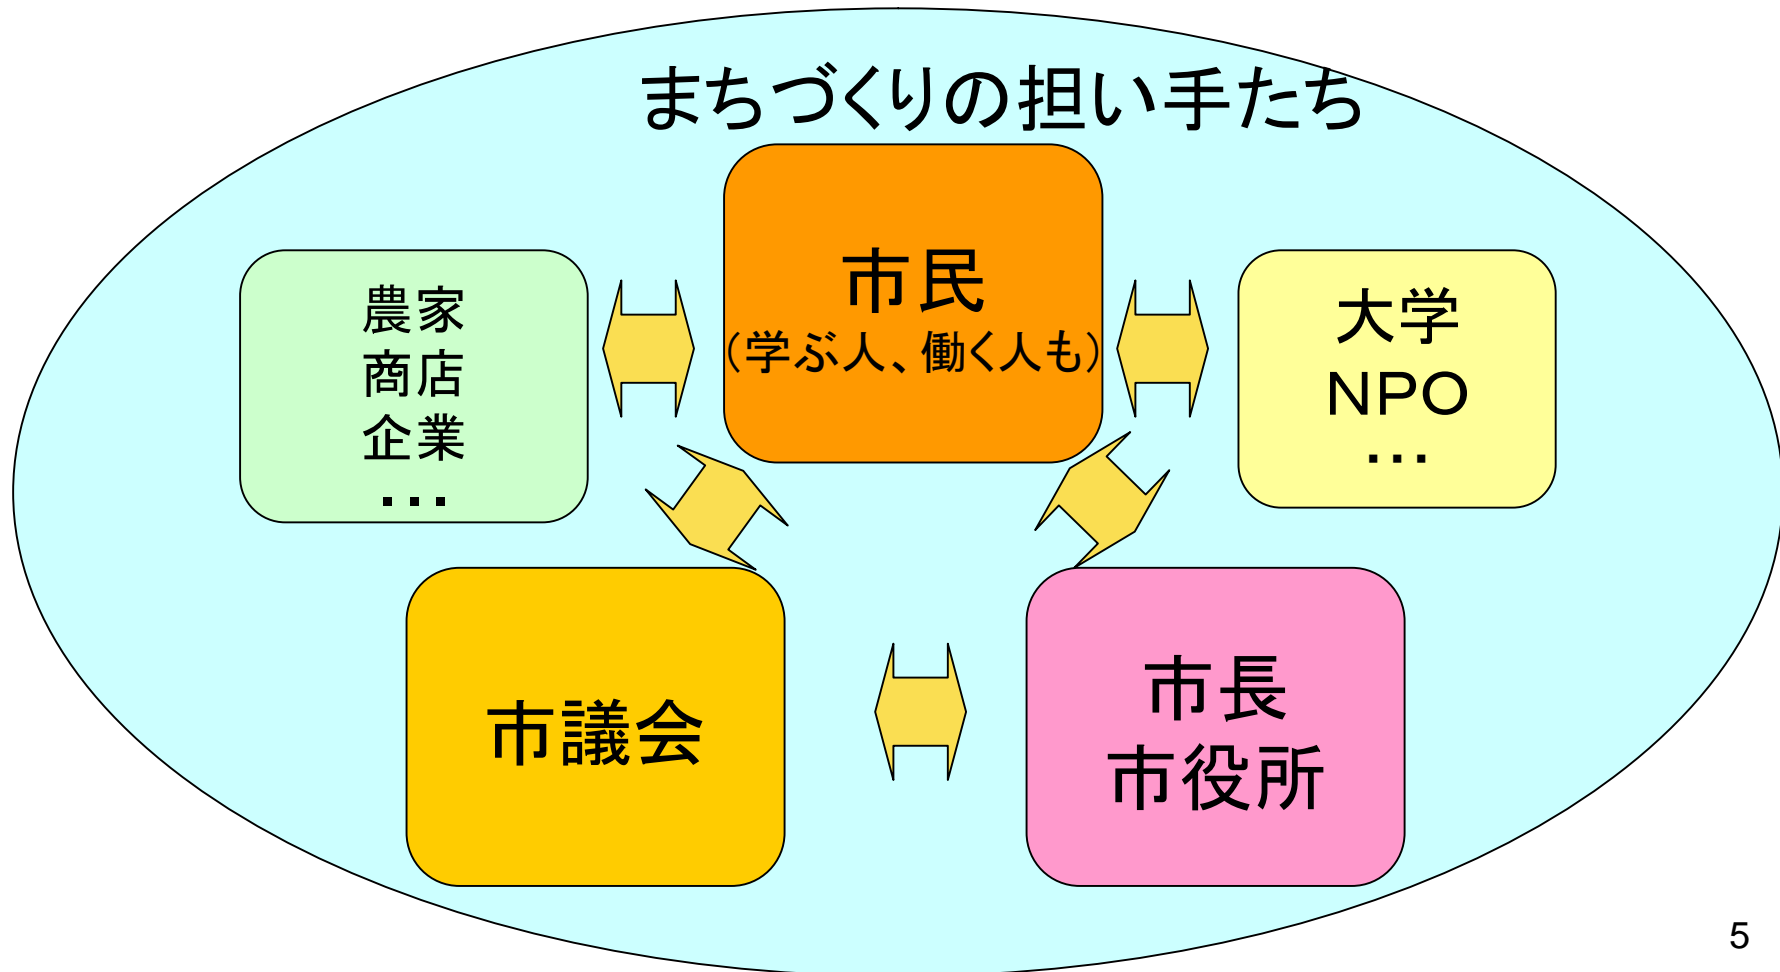 まちづくりの担い手たち
市民
（学ぶ人、働く人も）
農家
商店
企業
…
大学
NPO
…
市議会
市長
市役所
5